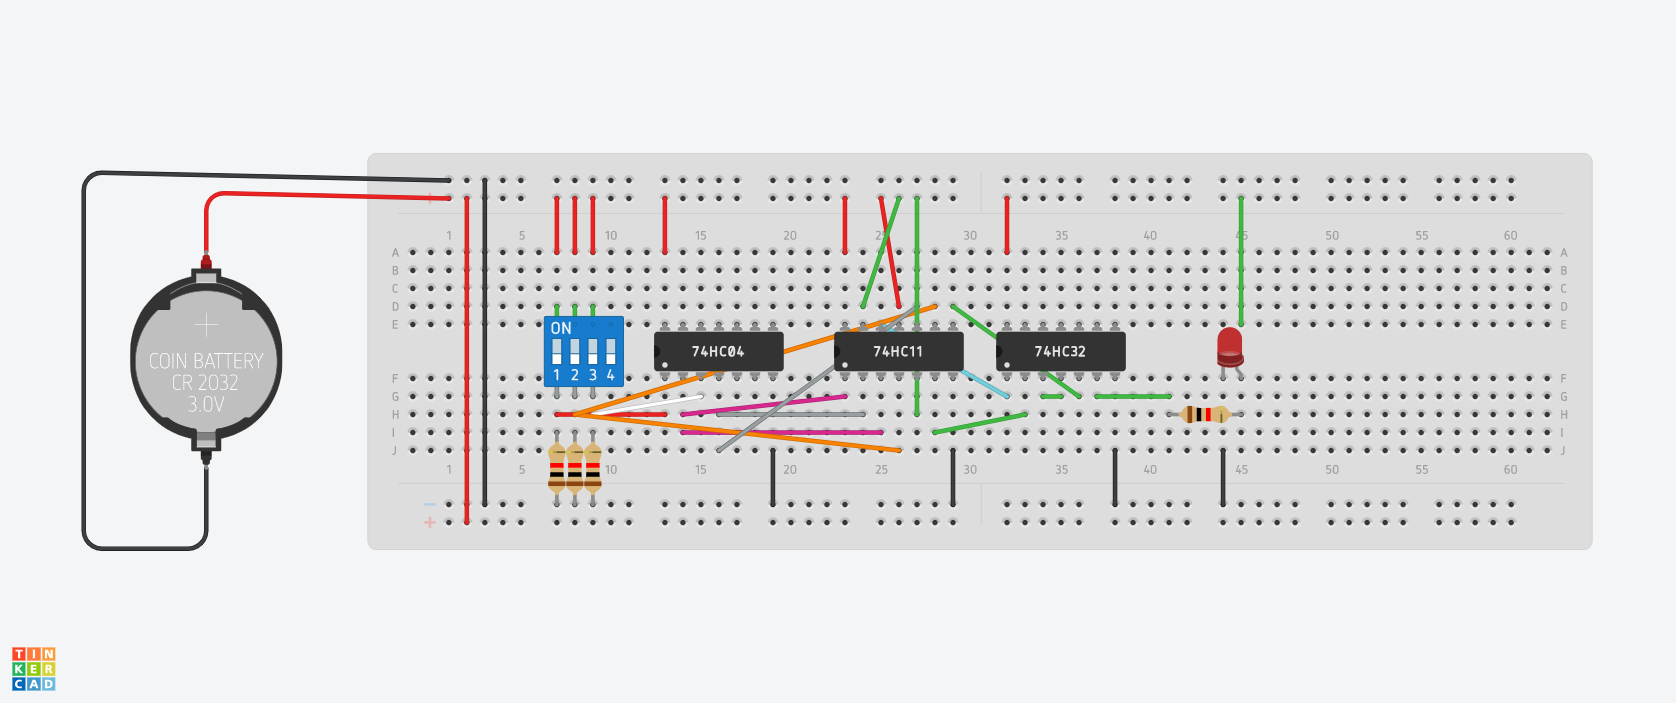 1 5 10 15 20 25 30 35 40 45 50 55 60
A A
B B
C C
D D
E E
ON
1 2 3 4
74HC04 74HC11 74HC32
COIN BATTERY
CR 2032
3.0V
F F
G G
H H
I I
J J
1 5 10 15 20 25 30 35 40 45 50 55 60
TIN
KER
CAD